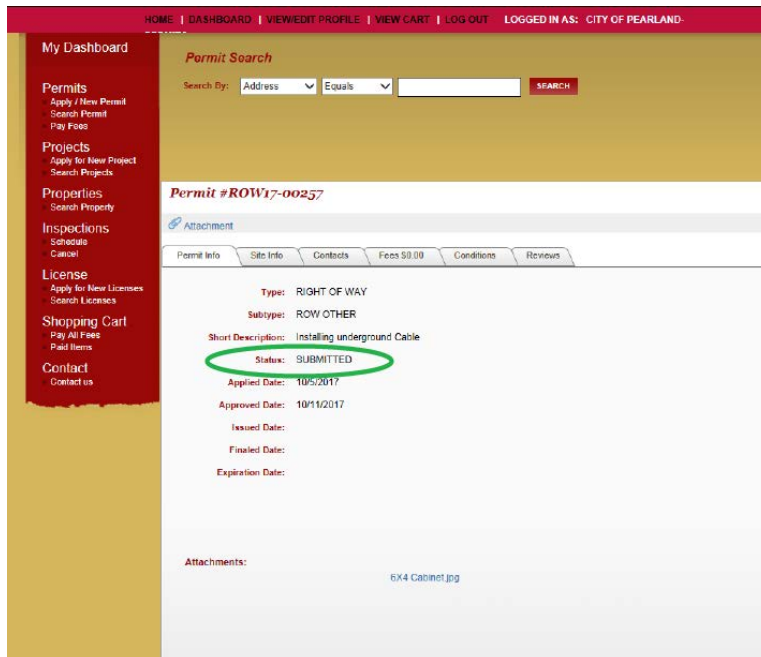 HOME | DASHBOARD | VIEW/EDIT PROFILE | VIEW CART | LOG OUT LOGGED IN AS: CITY OF PEARLAND-
My Dashboard
Permits
Apply / New Permit
Search Permit
Pay Fees
Projects
Apply for New Project
Search Projects
Properties
Search Property
Inspections
Schedule
Cancel
License
Apply for New Licenses
Search Licenses
Shopping Cart
Pay All Fees
Paid Items
Contact
Contact us
Permit Search
Search By: Address Equals SEARCH
Permit #ROW17-00257
Attachment
Permit Info Site Info Contacts Fees $0.00 Conditions Reviews
Type: RIGHT OF WAY
Subtype: ROW OTHER
Short Description: Installing underground Cable
Status: SUBMITTED
Applied Date: 10/5/2017
Approved Date: 10/11/2017
Issued Date:
Finaled Date:
Expiration Date:
Attachments:
6X4 Cabinet.jpg